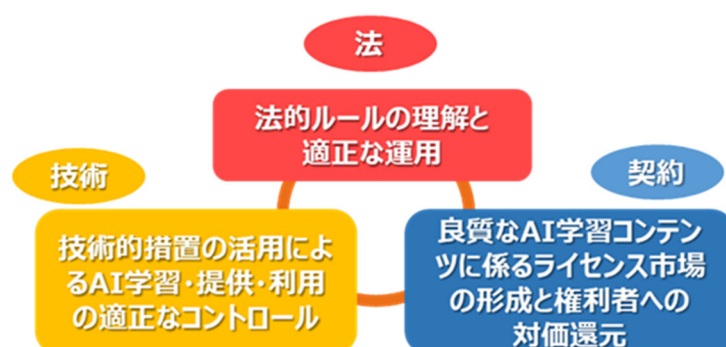 法
法的ルールの理解と
適正な運用
技術
技術的措置の活用によ
るAI学習・提供・利用
の適正なコントロール
契約
良質なAI学習コンテン
ツに係るライセンス市場
の形成と権利者への
対価還元